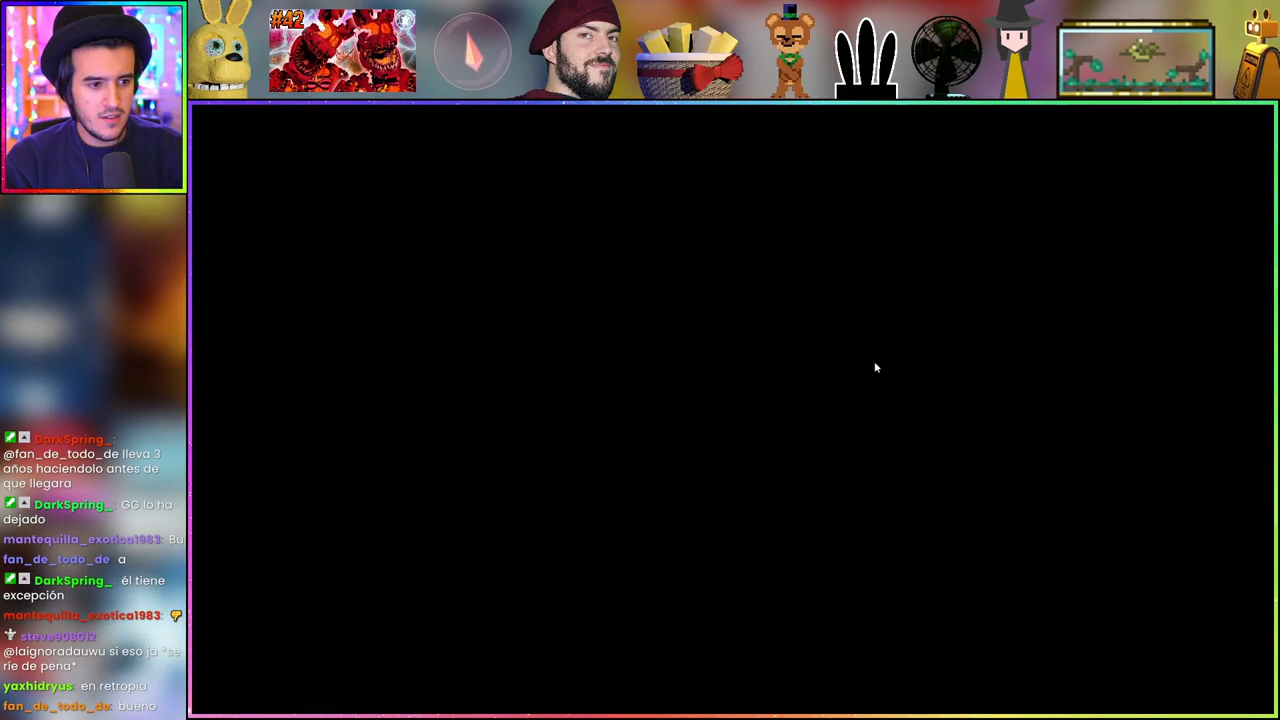 #42
DarkSpring_:
@fan_de_todo_de lleva 3
años haciendolo antes de
que llegara
DarkSpring_: GG lo ha
dejado
mantequilla_exotica1983: Bu
fan_de_todo_de: a
DarkSpring_: él tiene
excepción
mantequilla_exotica1983: 👎
steve908012:
@laignoradauwu si eso ja *se
ríe de pena*
yaxhidryus: en retropia
fan_de_todo_de: bueno